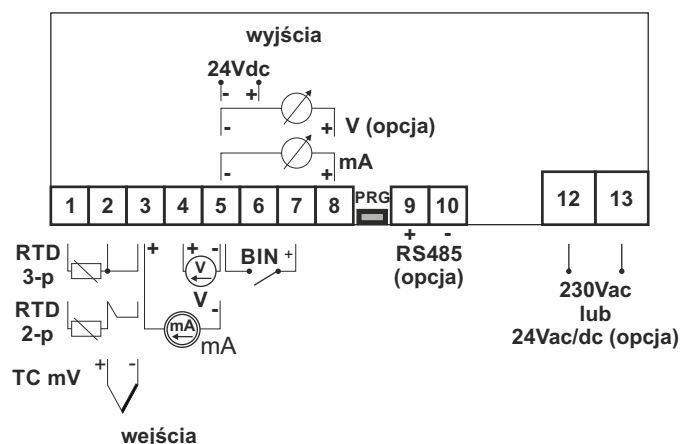 wyjścia
24Vdc
- +
- + V (opcja)
- + mA
1 2 3 4 5 6 7 8 PRG 9 10 12 13
+ -
RTD
3-p
+ + - BIN +
V
RS485
(opcja)
230Vac
lub
24Vac/dc (opcja)
RTD
2-p
V
-
mA
mA
TC mV
+ -
wejścia